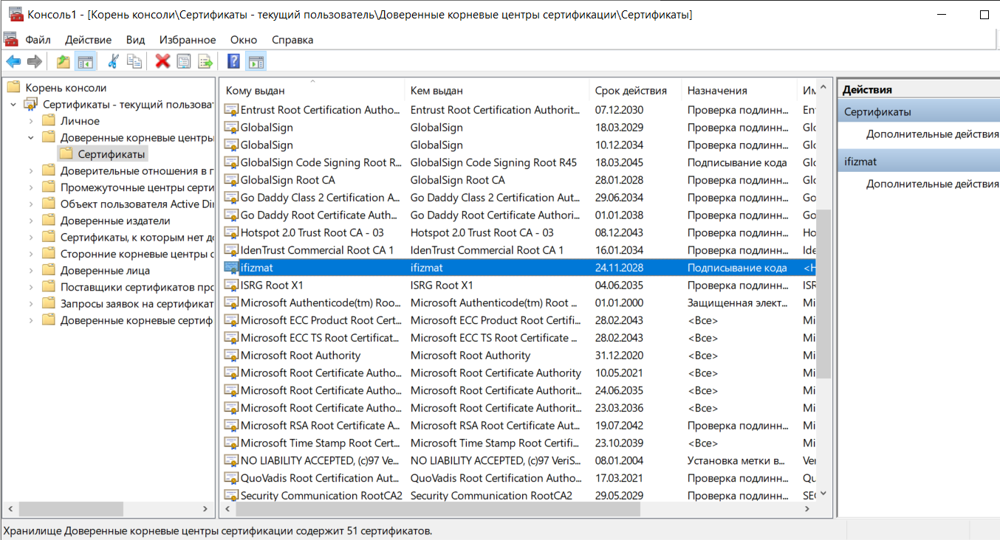 Консоль1 - [Корень консоли\Сертификаты - текущий пользователь\Доверенные корневые центры сертификации\Сертификаты]
Файл Действие Вид Избранное Окно Справка
Корень консоли
Сертификаты - текущий пользоват
Личное
Доверенные корневые центры
Сертификаты
Доверительные отношения в п
Промежуточные центры серти
Объект пользователя Active Di
Доверенные издатели
Сертификаты, к которым нет до
Сторонние корневые центры с
Доверенные лица
Поставщики сертификатов про
Запросы заявок на сертификат
Доверенные корневые сертиф
Кому выдан Кем выдан Срок действия Назначения Им
Entrust Root Certification Autho... Entrust Root Certification Authorit... 07.12.2030 Проверка подлинн... Ent
GlobalSign GlobalSign 18.03.2029 Проверка подлинн... Glo
GlobalSign GlobalSign 10.12.2034 Проверка подлинн... Glo
GlobalSign Code Signing Root R... GlobalSign Code Signing Root R45 18.03.2045 Подписывание кода Glo
GlobalSign Root CA GlobalSign Root CA 28.01.2028 Проверка подлинн... Glo
Go Daddy Class 2 Certification A... Go Daddy Class 2 Certification Aut... 29.06.2034 Проверка подлинн... Go
Go Daddy Root Certificate Auth... Go Daddy Root Certificate Authori... 01.01.2038 Проверка подлинн... Go
Hotspot 2.0 Trust Root CA - 03 Hotspot 2.0 Trust Root CA - 03 08.12.2043 Проверка подлинн... Ho
IdenTrust Commercial Root CA 1 IdenTrust Commercial Root CA 1 16.01.2034 Проверка подлинн... Ide
ifizmat ifizmat 24.11.2028 Подписывание кода <Н
ISRG Root X1 ISRG Root X1 04.06.2035 Проверка подлинн... ISR
Microsoft Authenticode(tm) Roo... Microsoft Authenticode(tm) Root ... 01.01.2000 Защищенная элект... Mi
Microsoft ECC Product Root Cert... Microsoft ECC Product Root Certifi... 28.02.2043 <Все> Mi
Microsoft ECC TS Root Certificat... Microsoft ECC TS Root Certificate ... 28.02.2043 <Все> Mi
Microsoft Root Authority Microsoft Root Authority 31.12.2020 <Все> Mi
Microsoft Root Certificate Autho... Microsoft Root Certificate Authority 10.05.2021 <Все> Mi
Microsoft Root Certificate Autho... Microsoft Root Certificate Authorit... 24.06.2035 <Все> Mi
Microsoft Root Certificate Autho... Microsoft Root Certificate Authorit... 23.03.2036 <Все> Mi
Microsoft RSA Root Certificate A... Microsoft RSA Root Certificate Aut... 19.07.2042 Проверка подлинн... Mi
Microsoft Time Stamp Root Cert... Microsoft Time Stamp Root Certifi... 23.10.2039 <Все> Mi
NO LIABILITY ACCEPTED, (c)97 Ve... NO LIABILITY ACCEPTED, (c)97 VeriS... 08.01.2004 Установка метки в... Ver
QuoVadis Root Certification Aut... QuoVadis Root Certification Autho... 17.03.2021 Проверка подлинн... Qu
Security Communication RootCA2 Security Communication RootCA2 29.05.2029 Проверка подлинн... SEC
Действия
Сертификаты
Дополнительные действия
ifizmat
Дополнительные действия
Хранилище Доверенные корневые центры сертификации содержит 51 сертификатов.